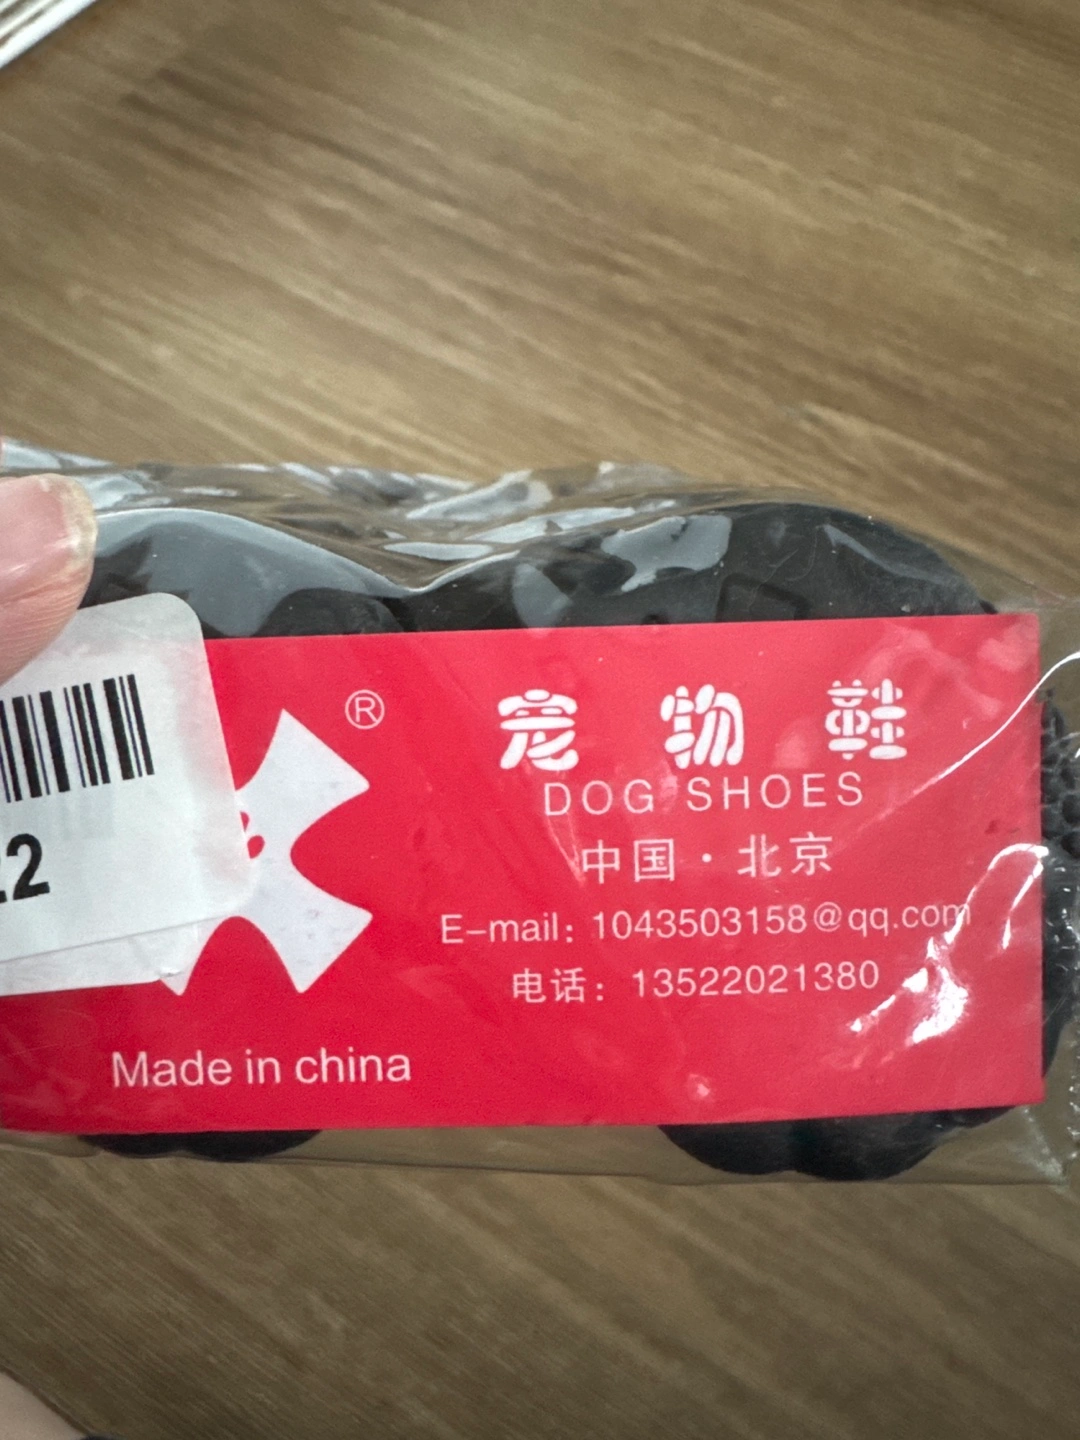 ®
宠物鞋
DOG SHOES
中国·北京
E-mail: 1043503158@qq.com
电话: 13522021380
Made in china
22